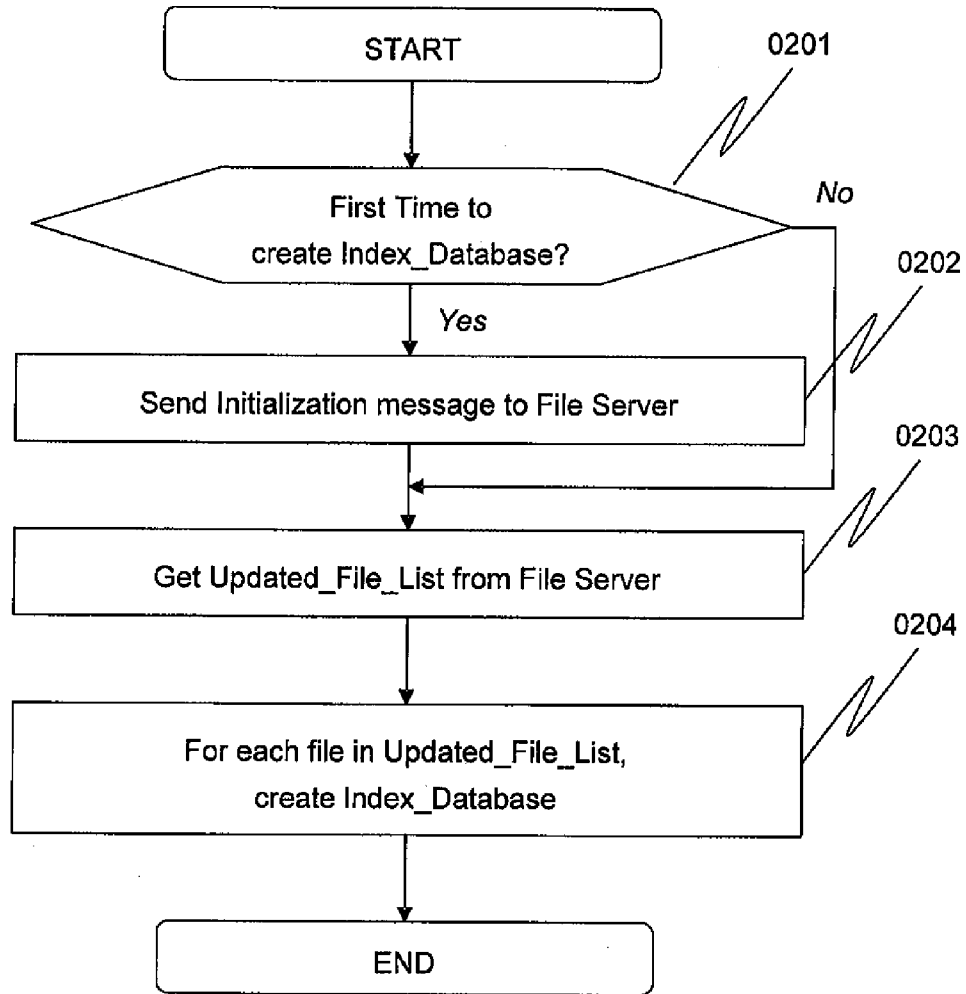 START
0201
First Time to
create Index_Database?
No
Yes
0202
Send Initialization message to File Server
0203
Get Updated_File_List from File Server
0204
For each file in Updated_File_List,
create Index_Database
END